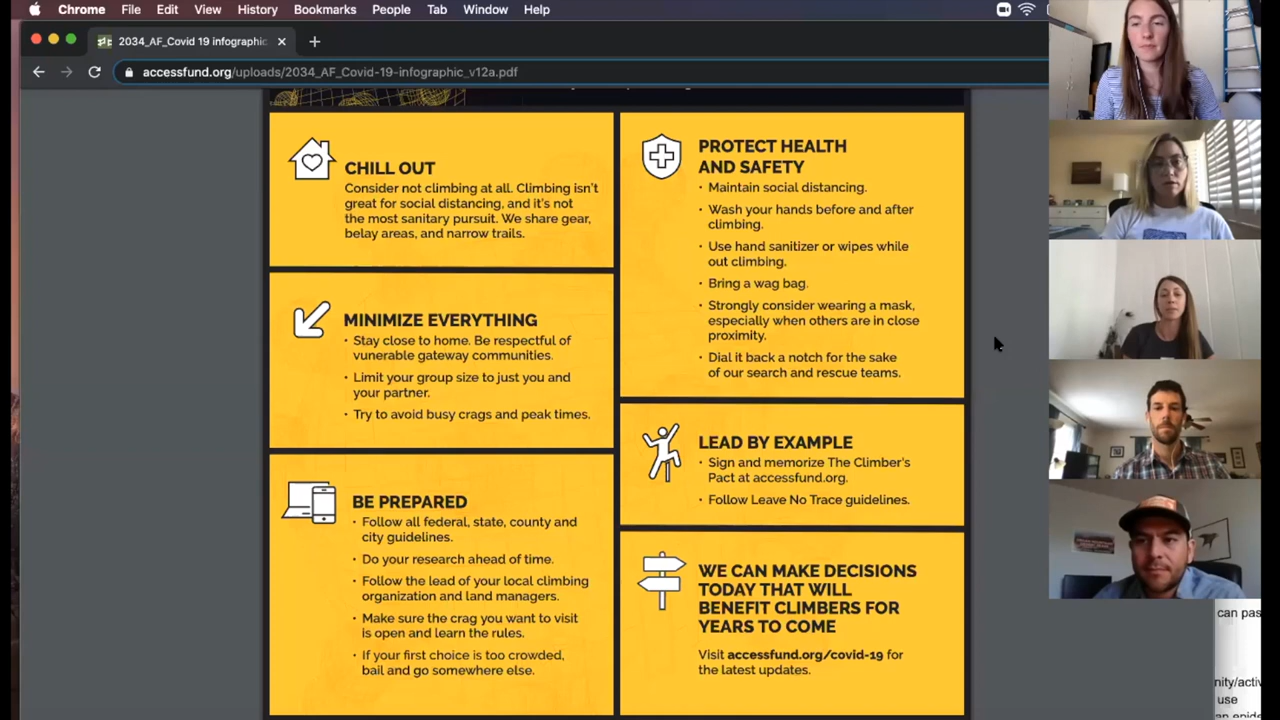 Chrome File Edit View History Bookmarks People Tab Window Help
2034_AF_Covid 19 infographic
accessfund.org/uploads/2034_AF_Covid-19-infographic_v12a.pdf
CHILL OUT
Consider not climbing at all. Climbing isn't
great for social distancing, and it's not
the most sanitary pursuit. We share gear,
belay areas, and narrow trails.
MINIMIZE EVERYTHING
• Stay close to home. Be respectful of
vunerable gateway communities.
• Limit your group size to just you and
your partner.
• Try to avoid busy crags and peak times.
BE PREPARED
• Follow all federal, state, county and
city guidelines.
• Do your research ahead of time.
• Follow the lead of your local climbing
organization and land managers.
• Make sure the crag you want to visit
is open and learn the rules.
• If your first choice is too crowded,
bail and go somewhere else.
PROTECT HEALTH
AND SAFETY
• Maintain social distancing.
• Wash your hands before and after
climbing.
• Use hand sanitizer or wipes while
out climbing.
• Bring a wag bag.
• Strongly consider wearing a mask,
especially when others are in close
proximity.
• Dial it back a notch for the sake
of our search and rescue teams.
LEAD BY EXAMPLE
• Sign and memorize The Climber's
Pact at accessfund.org.
• Follow Leave No Trace guidelines.
WE CAN MAKE DECISIONS
TODAY THAT WILL
BENEFIT CLIMBERS FOR
YEARS TO COME
Visit accessfund.org/covid-19 for
the latest updates.
can pas
nity/activ
use